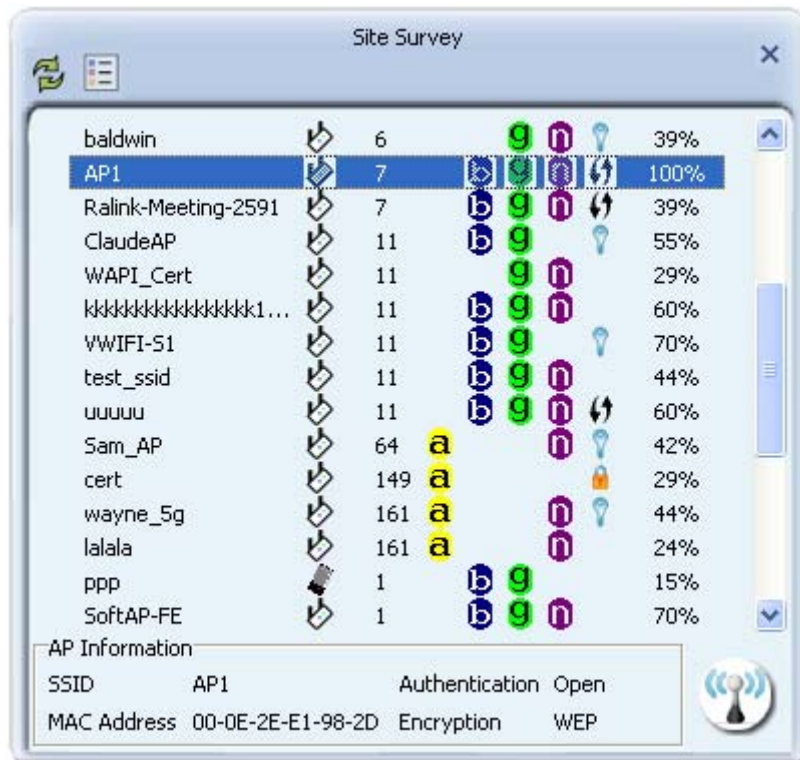 Site Survey
baldwin 6 g n 39%
AP1 7 b g n 100%
Ralink-Meeting-2591 7 b g n 39%
ClaudeAP 11 b g 55%
WAPI_Cert 11 g n 29%
kkkkkkkkkkkkkkkk1... 11 b g n 60%
VWIFI-S1 11 b g 70%
test_ssid 11 b g n 44%
uuuuu 11 b g n 60%
Sam_AP 64 a n 42%
cert 149 a 29%
wayne_5g 161 a n 44%
lalala 161 a n 24%
ppp 1 b g 15%
SoftAP-FE 1 b g n 70%
AP Information
SSID AP1 Authentication Open
MAC Address 00-0E-2E-E1-98-2D Encryption WEP